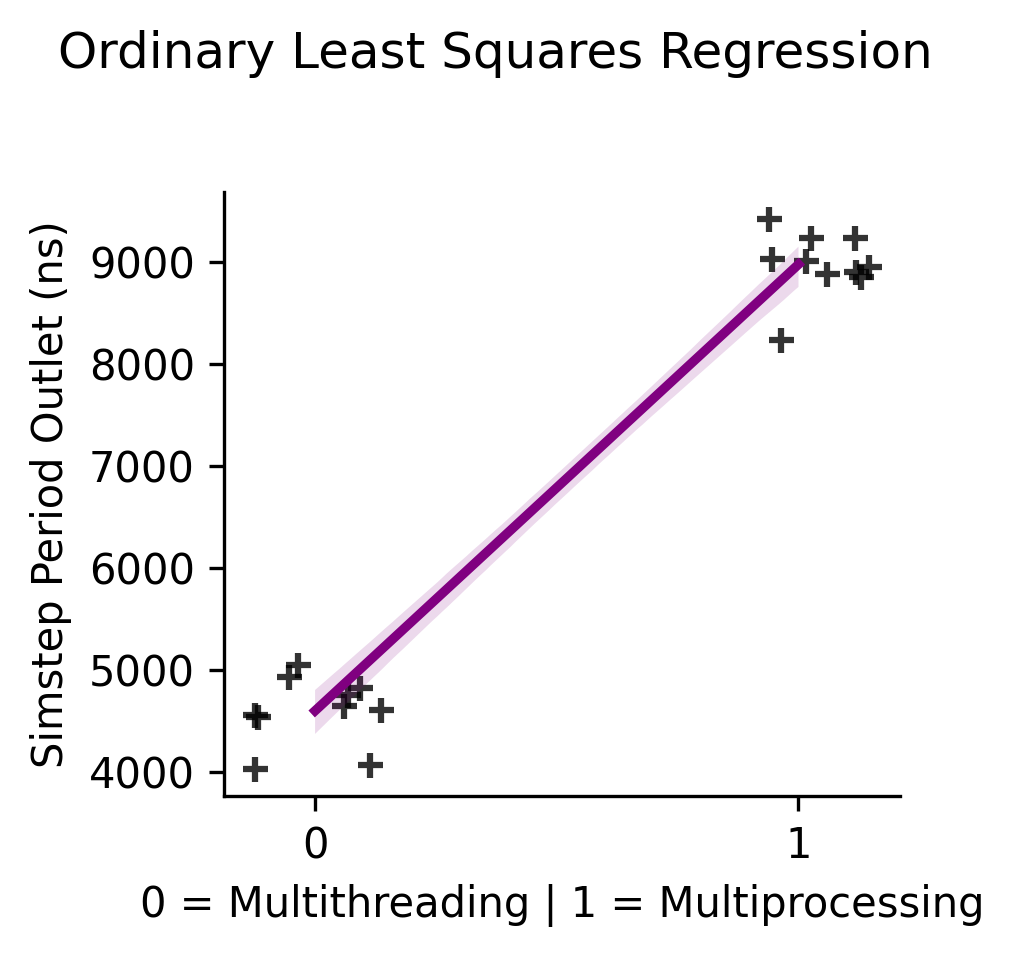 Ordinary Least Squares Regression
Simstep Period Outlet (ns)
9000
8000
7000
6000
5000
4000
0 1
0 = Multithreading | 1 = Multiprocessing